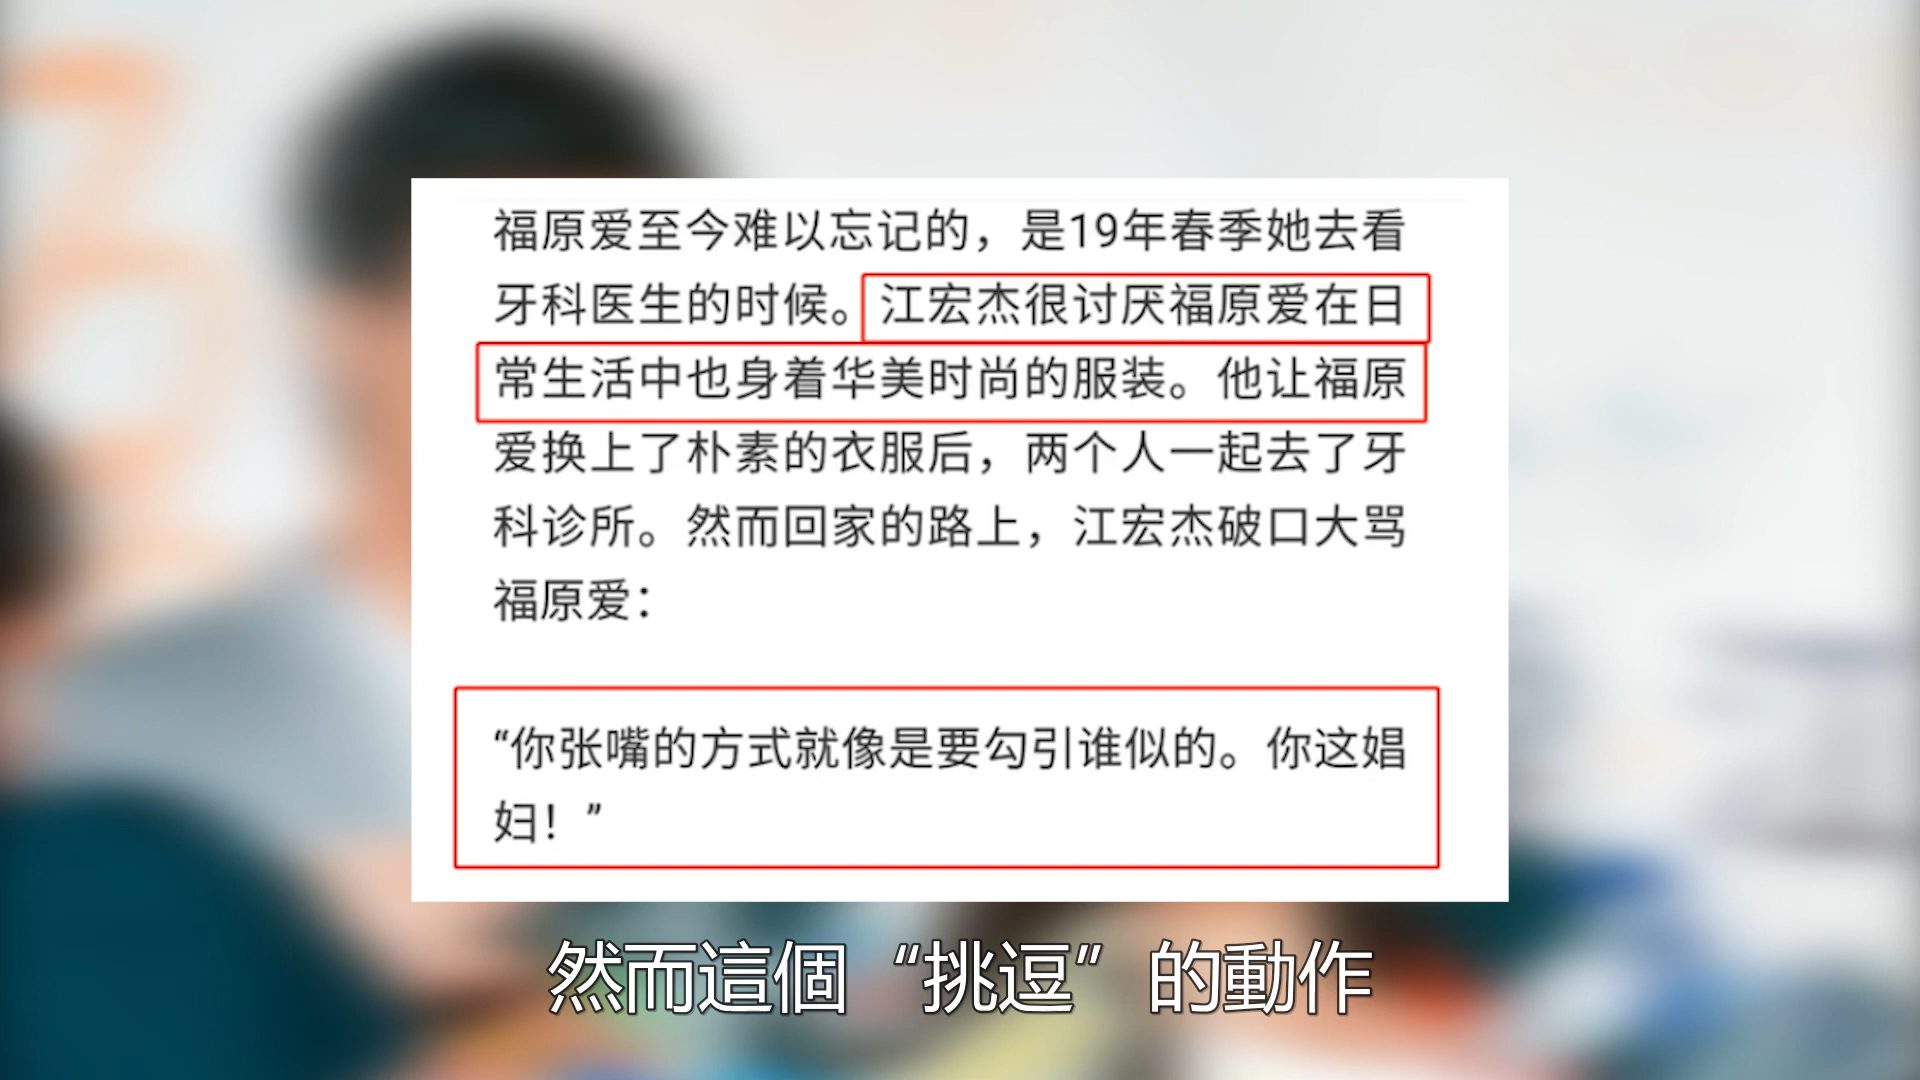 福原爱至今难以忘记的，是19年春季她去看
牙科医生的时候。江宏杰很讨厌福原爱在日
常生活中也身着华美时尚的服装。他让福原
爱换上了朴素的衣服后，两个人一起去了牙
科诊所。然而回家的路上，江宏杰破口大骂
福原爱：
“你张嘴的方式就像是要勾引谁似的。你这娼
妇！”
然而這個“挑逗”的動作